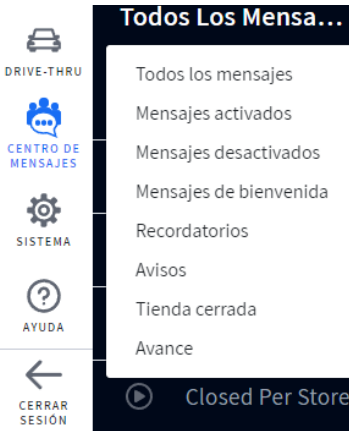 DRIVE-THRU
CENTRO DE
MENSAJES
SISTEMA
AYUDA
CERRAR
SESIÓN
Todos Los Mensa...
Todos los mensajes
Mensajes activados
Mensajes desactivados
Mensajes de bienvenida
Recordatorios
Avisos
Tienda cerrada
Avance
Closed Per Store